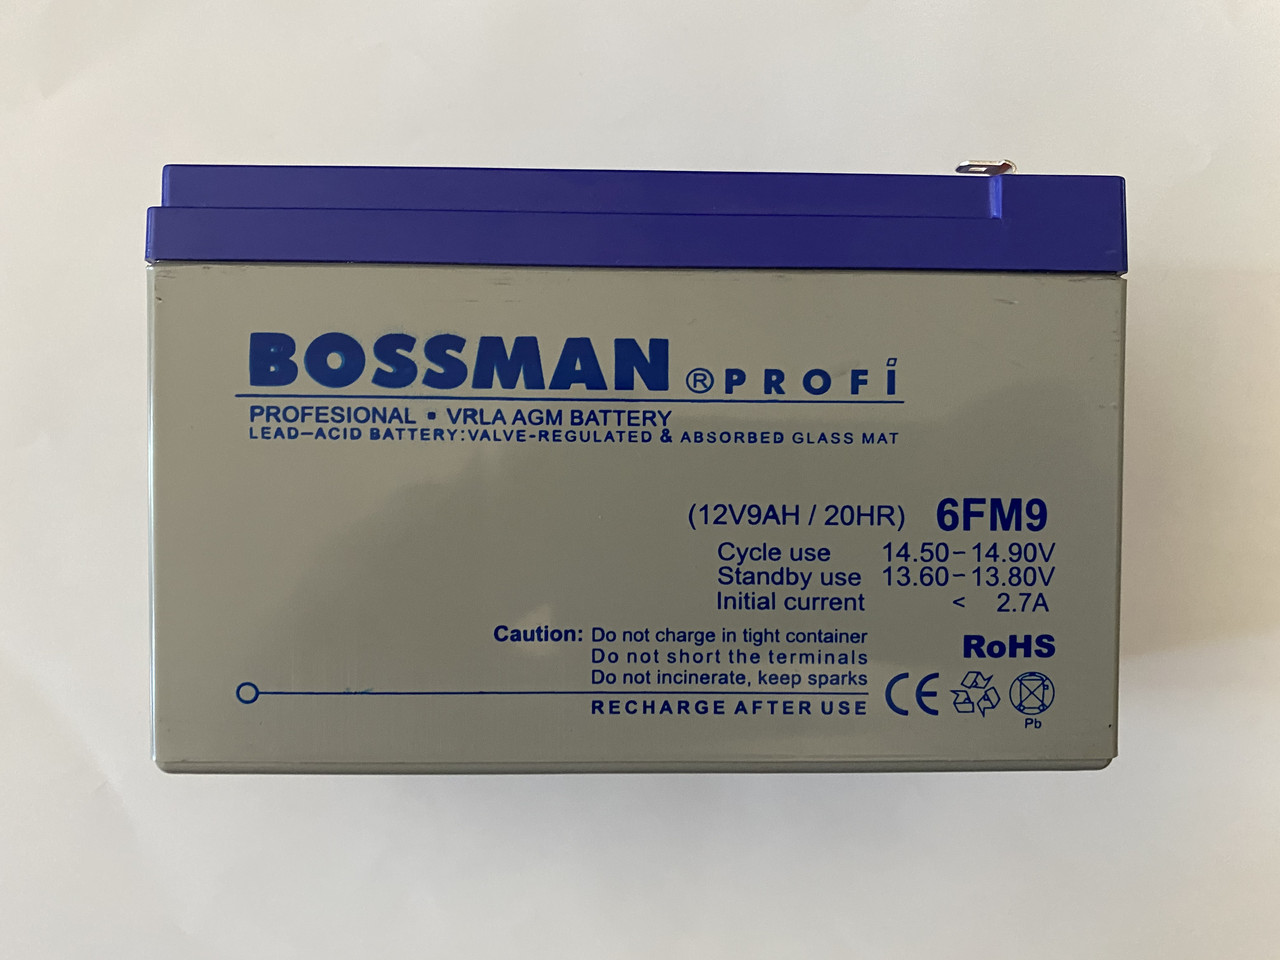 BOSSMAN ® PROFi
PROFESIONAL ▪ VRLA AGM BATTERY
LEAD–ACID BATTERY:VALVE-REGULATED & ABSORBED GLASS MAT
(12V9AH / 20HR) 6FM9
Cycle use 14.50–14.90V
Standby use 13.60–13.80V
Initial current < 2.7A
Caution: Do not charge in tight container
Do not short the terminals
Do not incinerate, keep sparks
RECHARGE AFTER USE
RoHS
CE
Pb